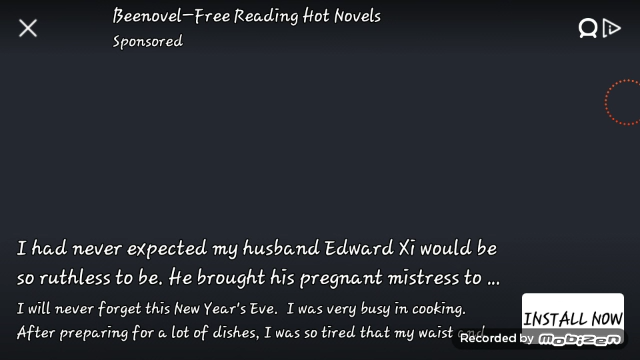 Beenovel—Free Reading Hot Novels
Sponsored
I had never expected my husband Edward Xi would be
so ruthless to be. He brought his pregnant mistress to ...
I will never forget this New Year's Eve. I was very busy in cooking.
After preparing for a lot of dishes, I was so tired that my waist and
INSTALL NOW
Recorded by mobizen